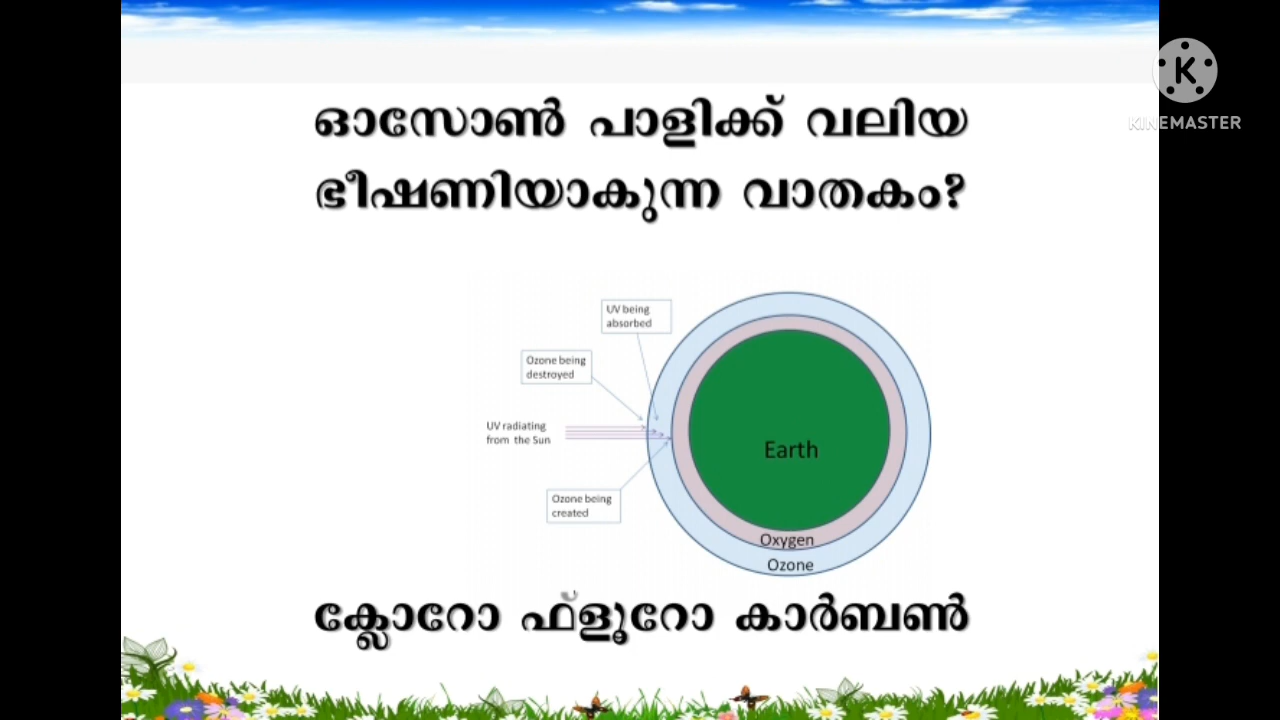 ഓസോൺ പാളിക്ക് വലിയ
ഭീഷണിയാകുന്ന വാതകം?
K
KINEMASTER
UV being
absorbed
Ozone being
destroyed
UV radiating
from the Sun
Earth
Ozone being
created
Oxygen
Ozone
ക്ലോറോ ഫ്ളൂറോ കാർബൺ